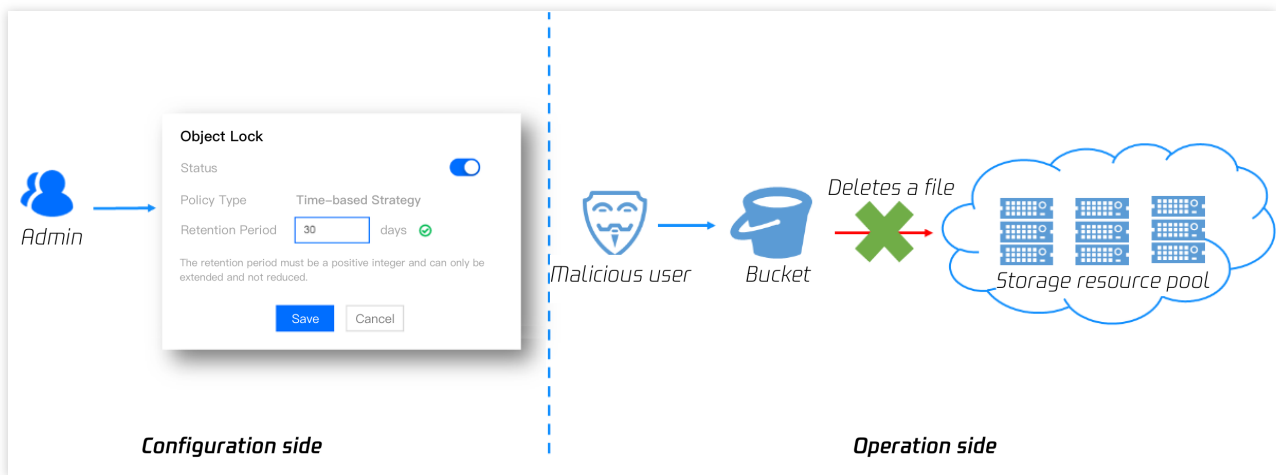 Object Lock
Status
Policy Type Time-based Strategy
Retention Period 30 days
The retention period must be a positive integer and can only be
extended and not reduced.
Save Cancel
Admin
Configuration side
Deletes a file
Malicious user
Bucket
Storage resource pool
Operation side